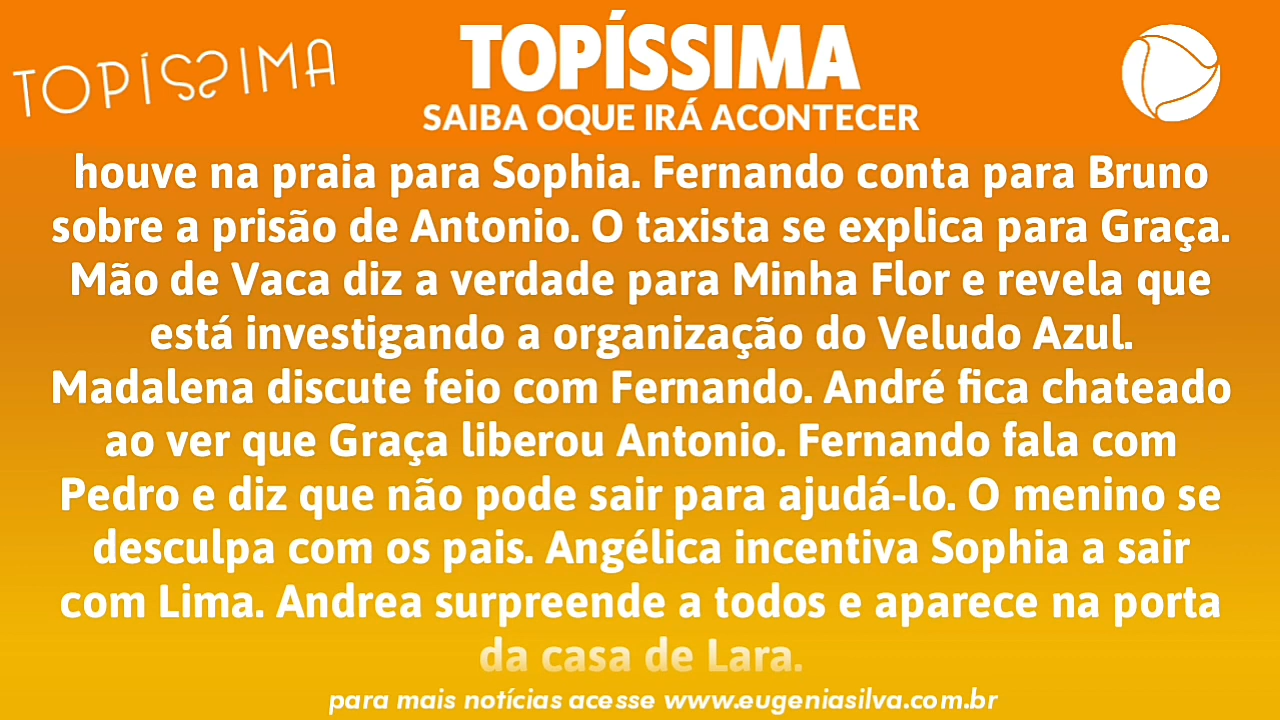 TOPÍSSIMA
TOPÍSSIMA
SAIBA OQUE IRÁ ACONTECER
houve na praia para Sophia. Fernando conta para Bruno
sobre a prisão de Antonio. O taxista se explica para Graça.
Mão de Vaca diz a verdade para Minha Flor e revela que
está investigando a organização do Veludo Azul.
Madalena discute feio com Fernando. André fica chateado
ao ver que Graça liberou Antonio. Fernando fala com
Pedro e diz que não pode sair para ajudá-lo. O menino se
desculpa com os pais. Angélica incentiva Sophia a sair
com Lima. Andrea surpreende a todos e aparece na porta
da casa de Lara.
para mais notícias acesse www.eugeniasilva.com.br